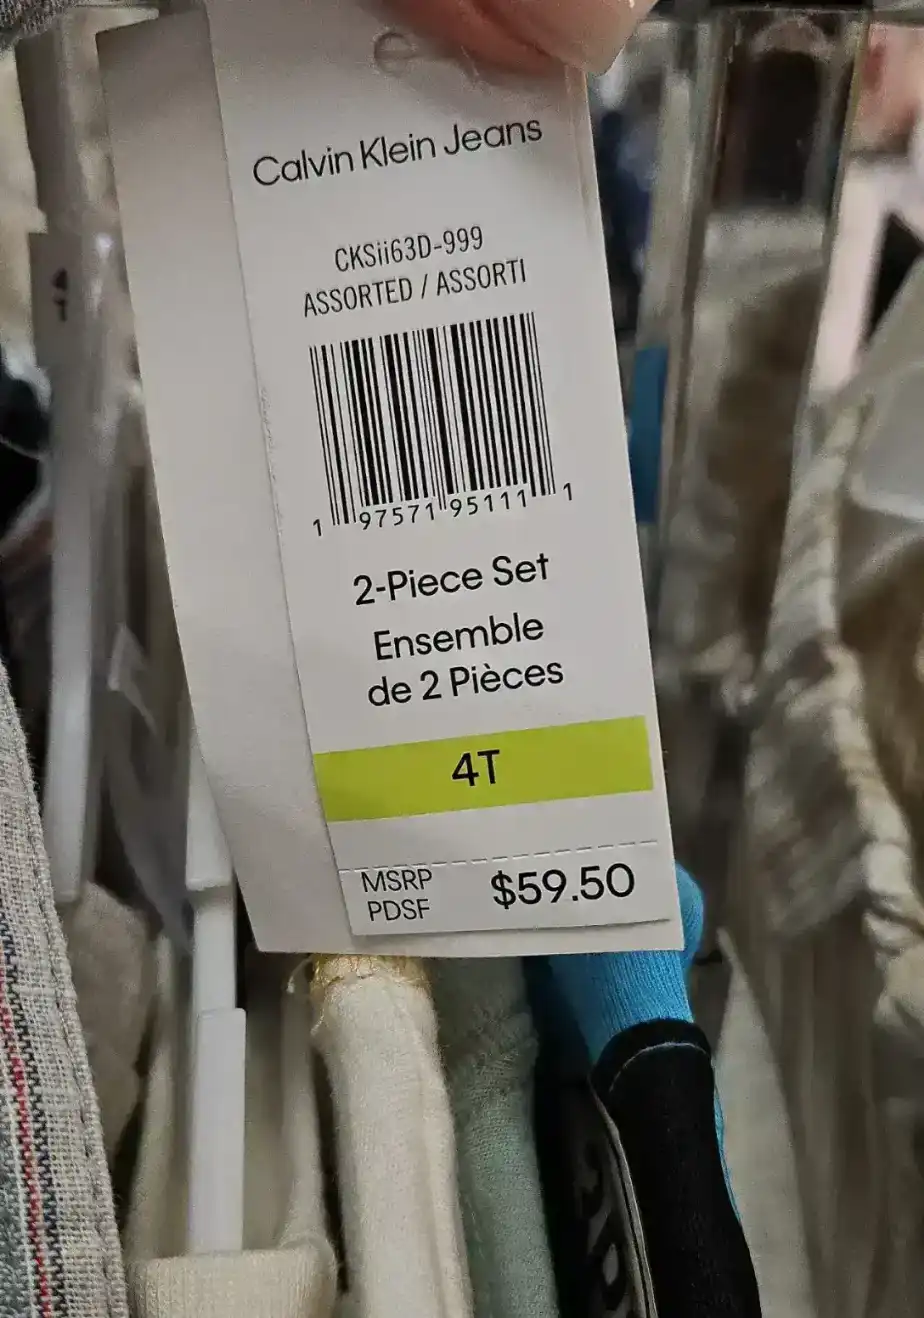 Calvin Klein Jeans
CKSii63D-999
ASSORTED / ASSORTI
1 97571 95111 1
2-Piece Set
Ensemble
de 2 Pièces
4T
MSRP $59.50
PDSF